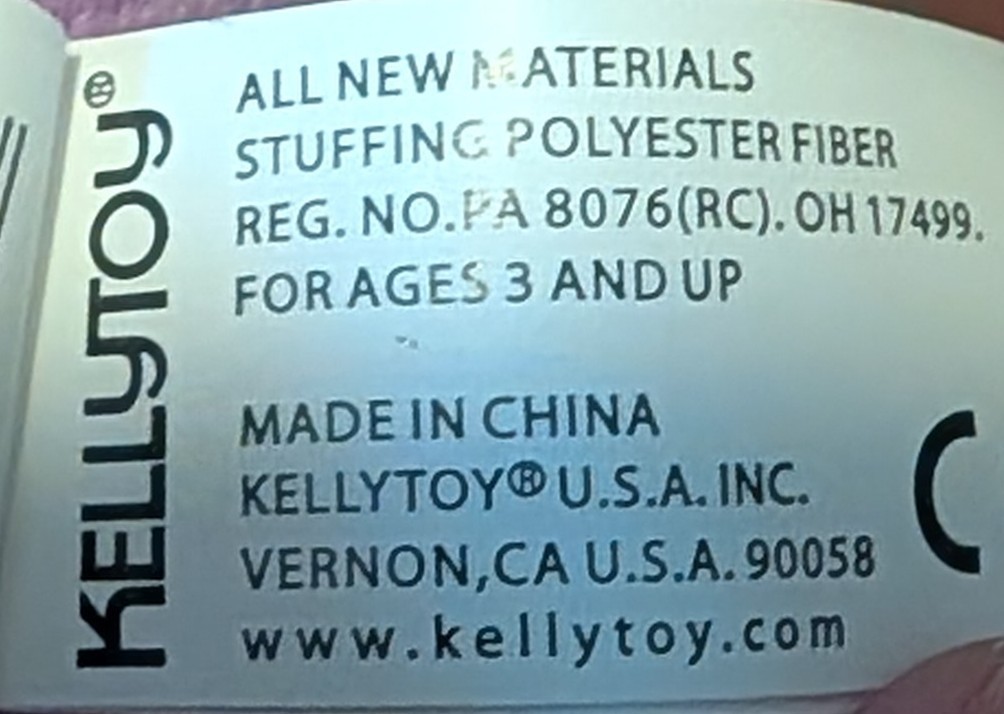 KELLYTOY®
ALL NEW MATERIALS
STUFFING POLYESTER FIBER
REG. NO.PA 8076(RC). OH 17499.
FOR AGES 3 AND UP
MADE IN CHINA
KELLYTOY® U.S.A. INC.
VERNON,CA U.S.A. 90058
www.kellytoy.com